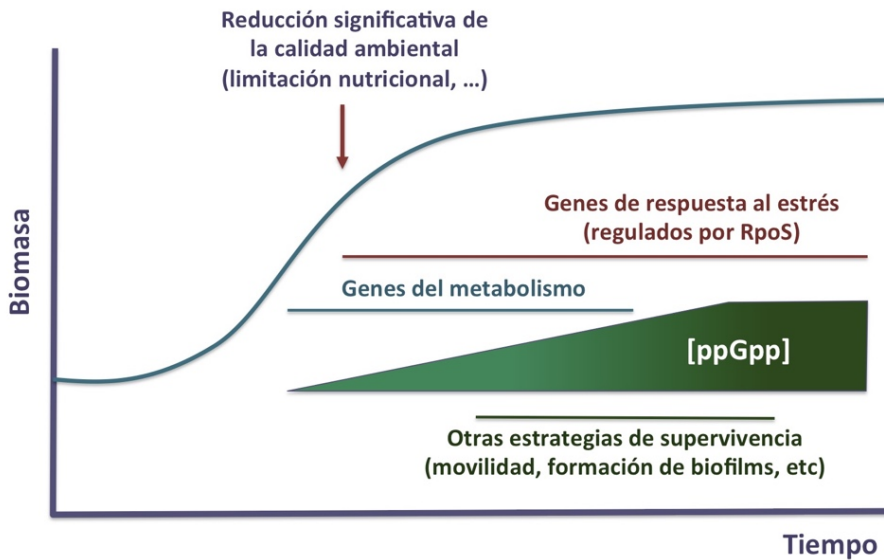 Reducción significativa de
la calidad ambiental
(limitación nutricional, ...)
Biomasa
Genes de respuesta al estrés
(regulados por RpoS)
Genes del metabolismo
[ppGpp]
Otras estrategias de supervivencia
(movilidad, formación de biofilms, etc)
Tiempo